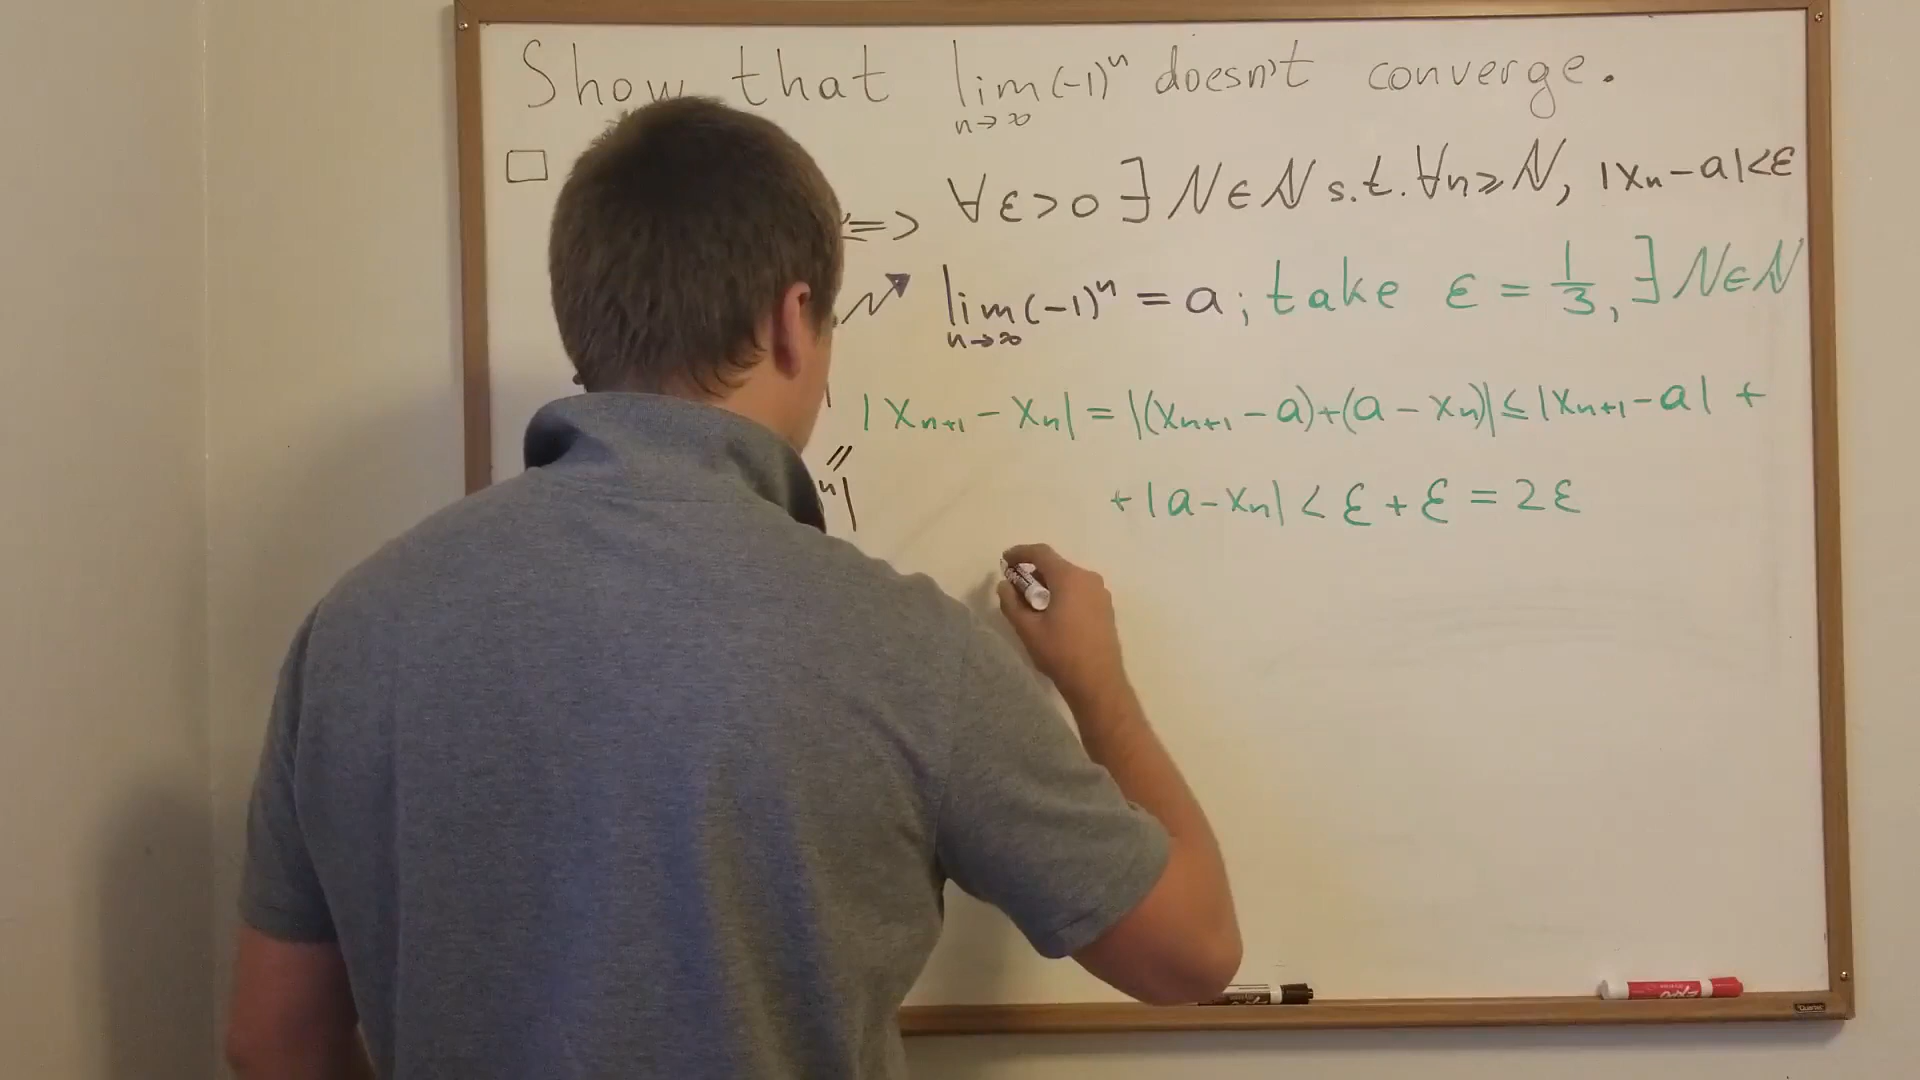 Show that lim (-1)ⁿ doesn't converge.
n→∞
<=> ∀ε>0 ∃ N∈ℕ s.t. ∀n≥N, |xₙ-a|<ε
lim (-1)ⁿ = a; take ε = 1/3, ∃ N∈ℕ
n→∞
|xₙ₊₁ - xₙ| = |(xₙ₊₁ - a)+(a - xₙ)| ≤ |xₙ₊₁ - a| +
+ |a - xₙ| < ε + ε = 2ε